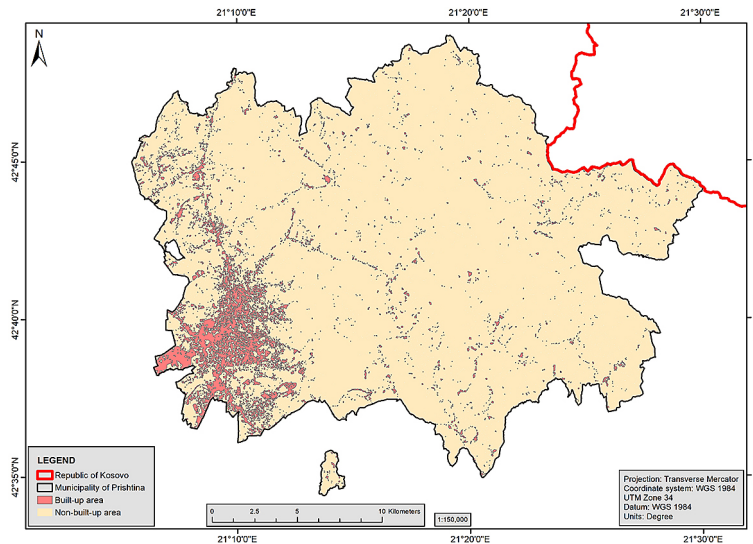 21°10'0"E 21°20'0"E 21°30'0"E
N
42°45'0"N
42°40'0"N
42°35'0"N
LEGEND
Republic of Kosovo
Municipality of Prishtina
Built-up area
Non-built-up area
0 2.5 5 10 Kilometers
1:150,000
Projection: Transverse Mercator
Coordinate system: WGS 1984
UTM Zone 34
Datum: WGS 1984
Units: Degree
21°10'0"E 21°20'0"E 21°30'0"E